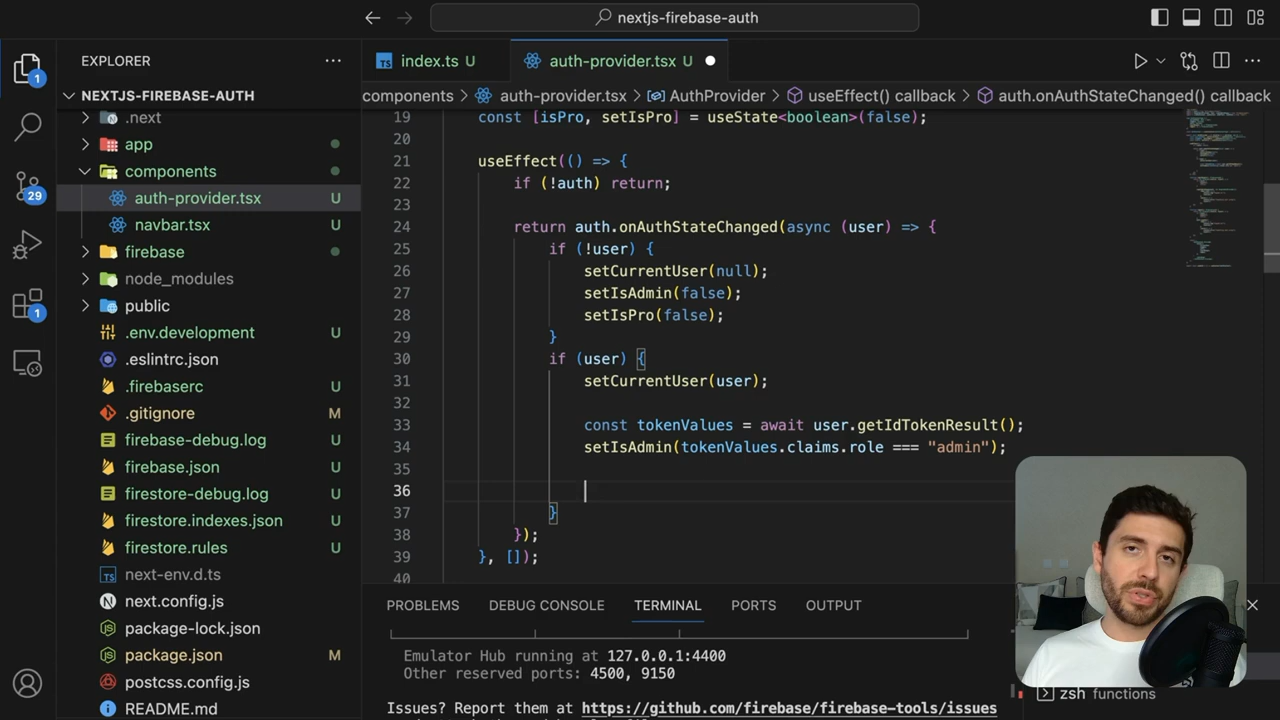 nextjs-firebase-auth
EXPLORER
NEXTJS-FIREBASE-AUTH
.next
app
components
auth-provider.tsx U
navbar.tsx U
firebase
node_modules
public
.env.development U
.eslintrc.json
.firebaserc U
.gitignore M
firebase-debug.log U
firebase.json U
firestore-debug.log U
firestore.indexes.json U
firestore.rules U
next-env.d.ts
next.config.js
package-lock.json
package.json M
postcss.config.js
README.md
1
29
1
TS index.ts U
auth-provider.tsx U
components > auth-provider.tsx > AuthProvider > useEffect() callback > auth.onAuthStateChanged() callback
19 const [isPro, setIsPro] = useState<boolean>(false);
20
21 useEffect(() => {
22 if (!auth) return;
23
24 return auth.onAuthStateChanged(async (user) => {
25 if (!user) {
26 setCurrentUser(null);
27 setIsAdmin(false);
28 setIsPro(false);
29 }
30 if (user) {
31 setCurrentUser(user);
32
33 const tokenValues = await user.getIdTokenResult();
34 setIsAdmin(tokenValues.claims.role === "admin");
35
36
37 }
38 });
39 }, []);
40
PROBLEMS DEBUG CONSOLE TERMINAL PORTS OUTPUT
Emulator Hub running at 127.0.0.1:4400
Other reserved ports: 4500, 9150
Issues? Report them at https://github.com/firebase/firebase-tools/issues
zsh functions